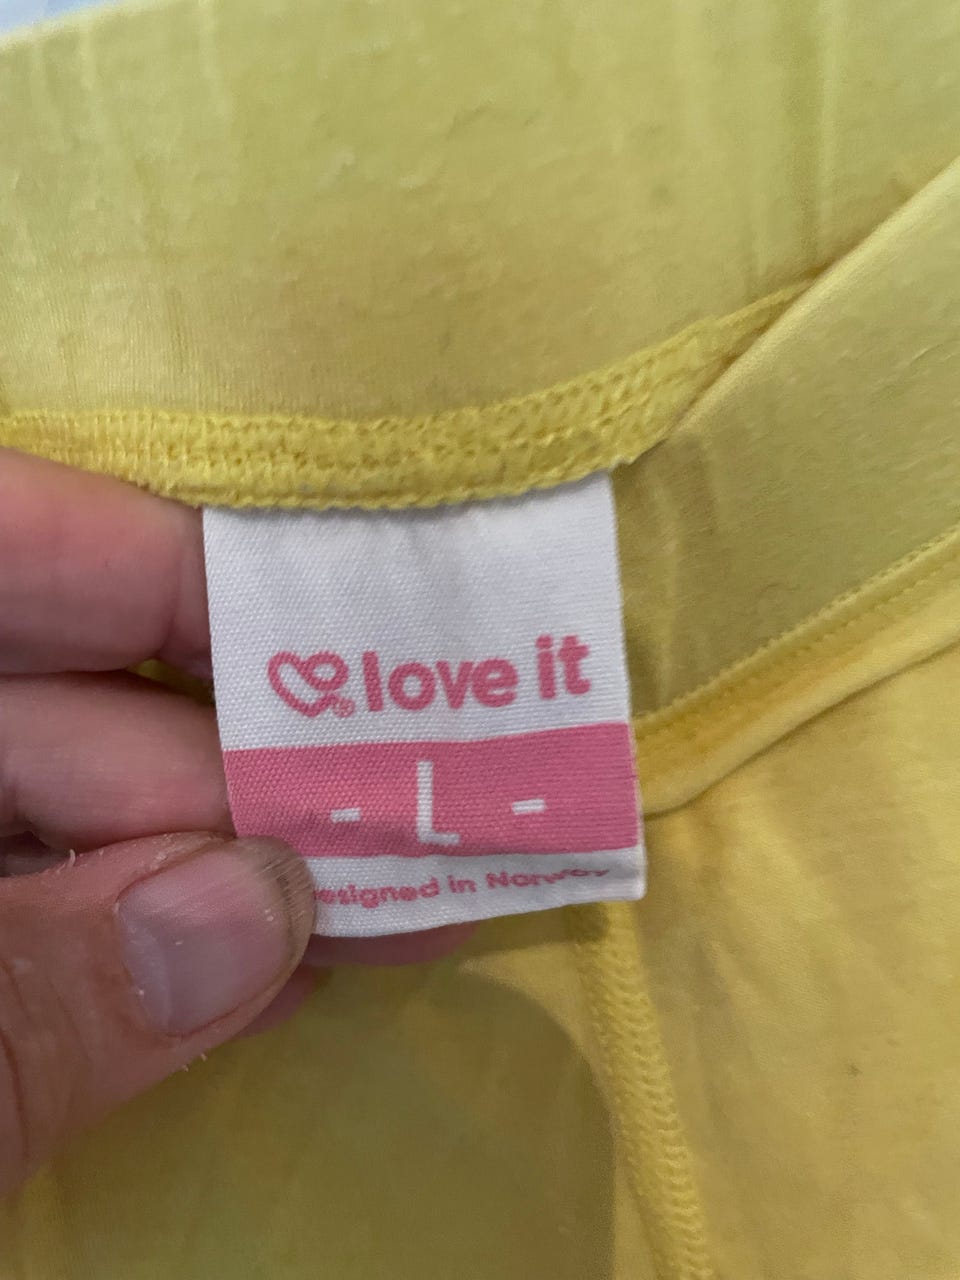 love it
- L -
esigned in Norway